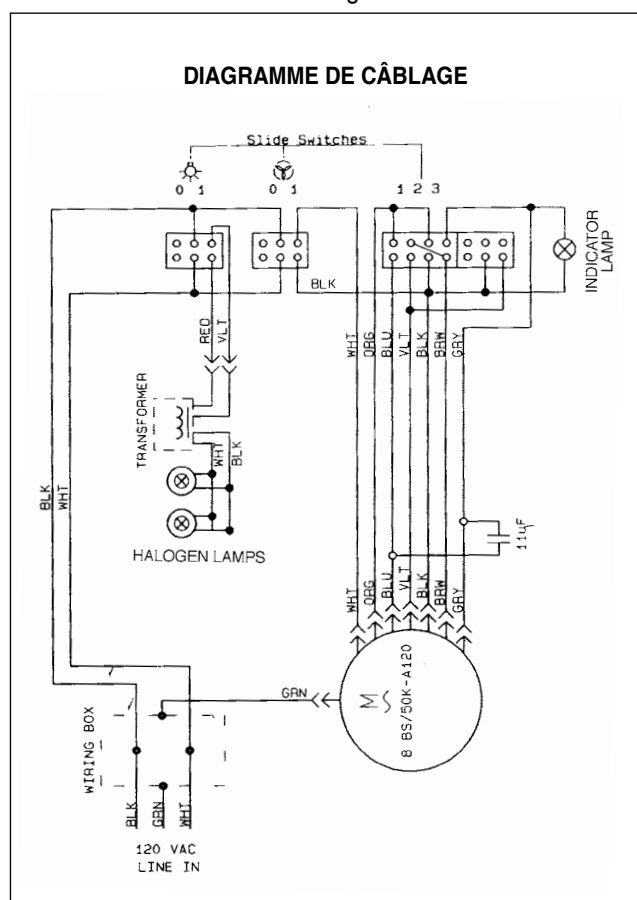 DIAGRAMME DE CÂBLAGE
Slide Switches
0 1
0 1
1 2 3
INDICATOR
LAMP
BLK
RED
VLT
WHT
ORG
BLU
VLT
BLK
BRW
GRY
TRANSFORMER
WHT
BLK
BLK
WHT
HALOGEN LAMPS
11uF
WHT
ORG
BLU
VLT
BLK
BRW
GRY
GRN
M
8 BS/50K-A120
WIRING BOX
BLK
GRN
WHT
120 VAC
LINE IN